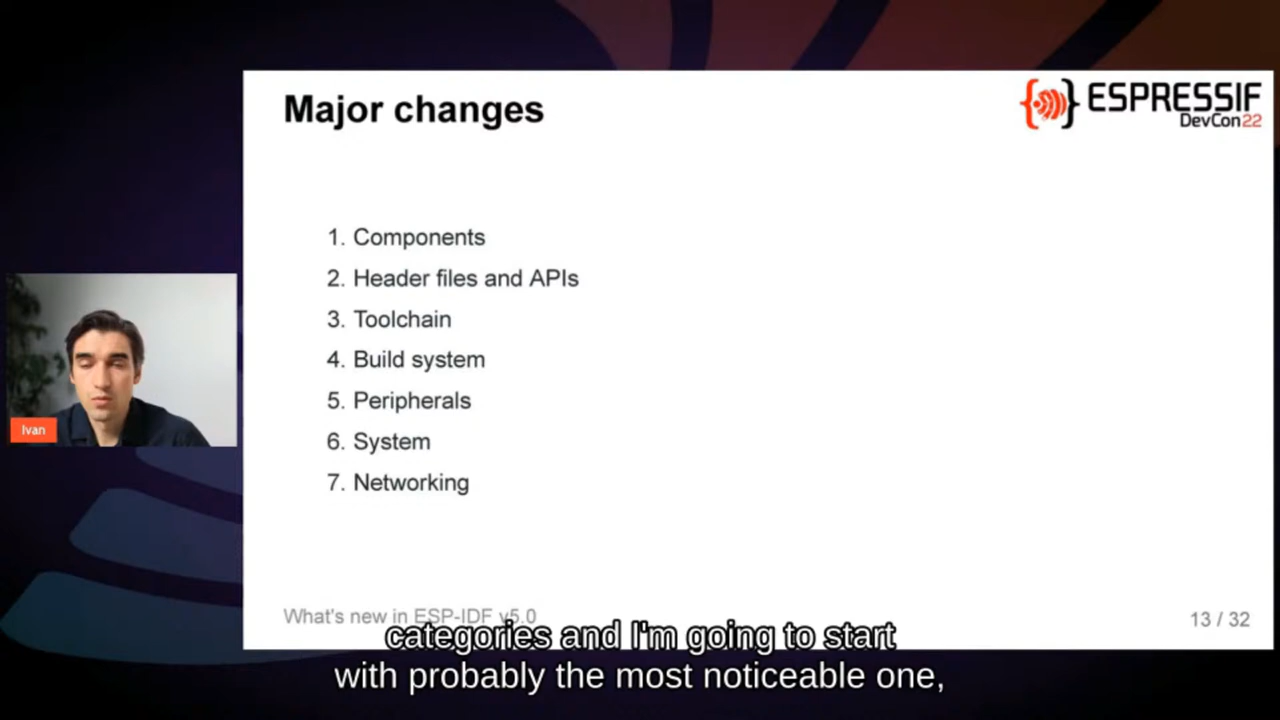 Major changes
ESPRESSIF
DevCon22
1. Components
2. Header files and APIs
3. Toolchain
4. Build system
5. Peripherals
6. System
7. Networking
Ivan
What's new in ESP-IDF v5.0
13 / 32
categories and I'm going to start
with probably the most noticeable one,